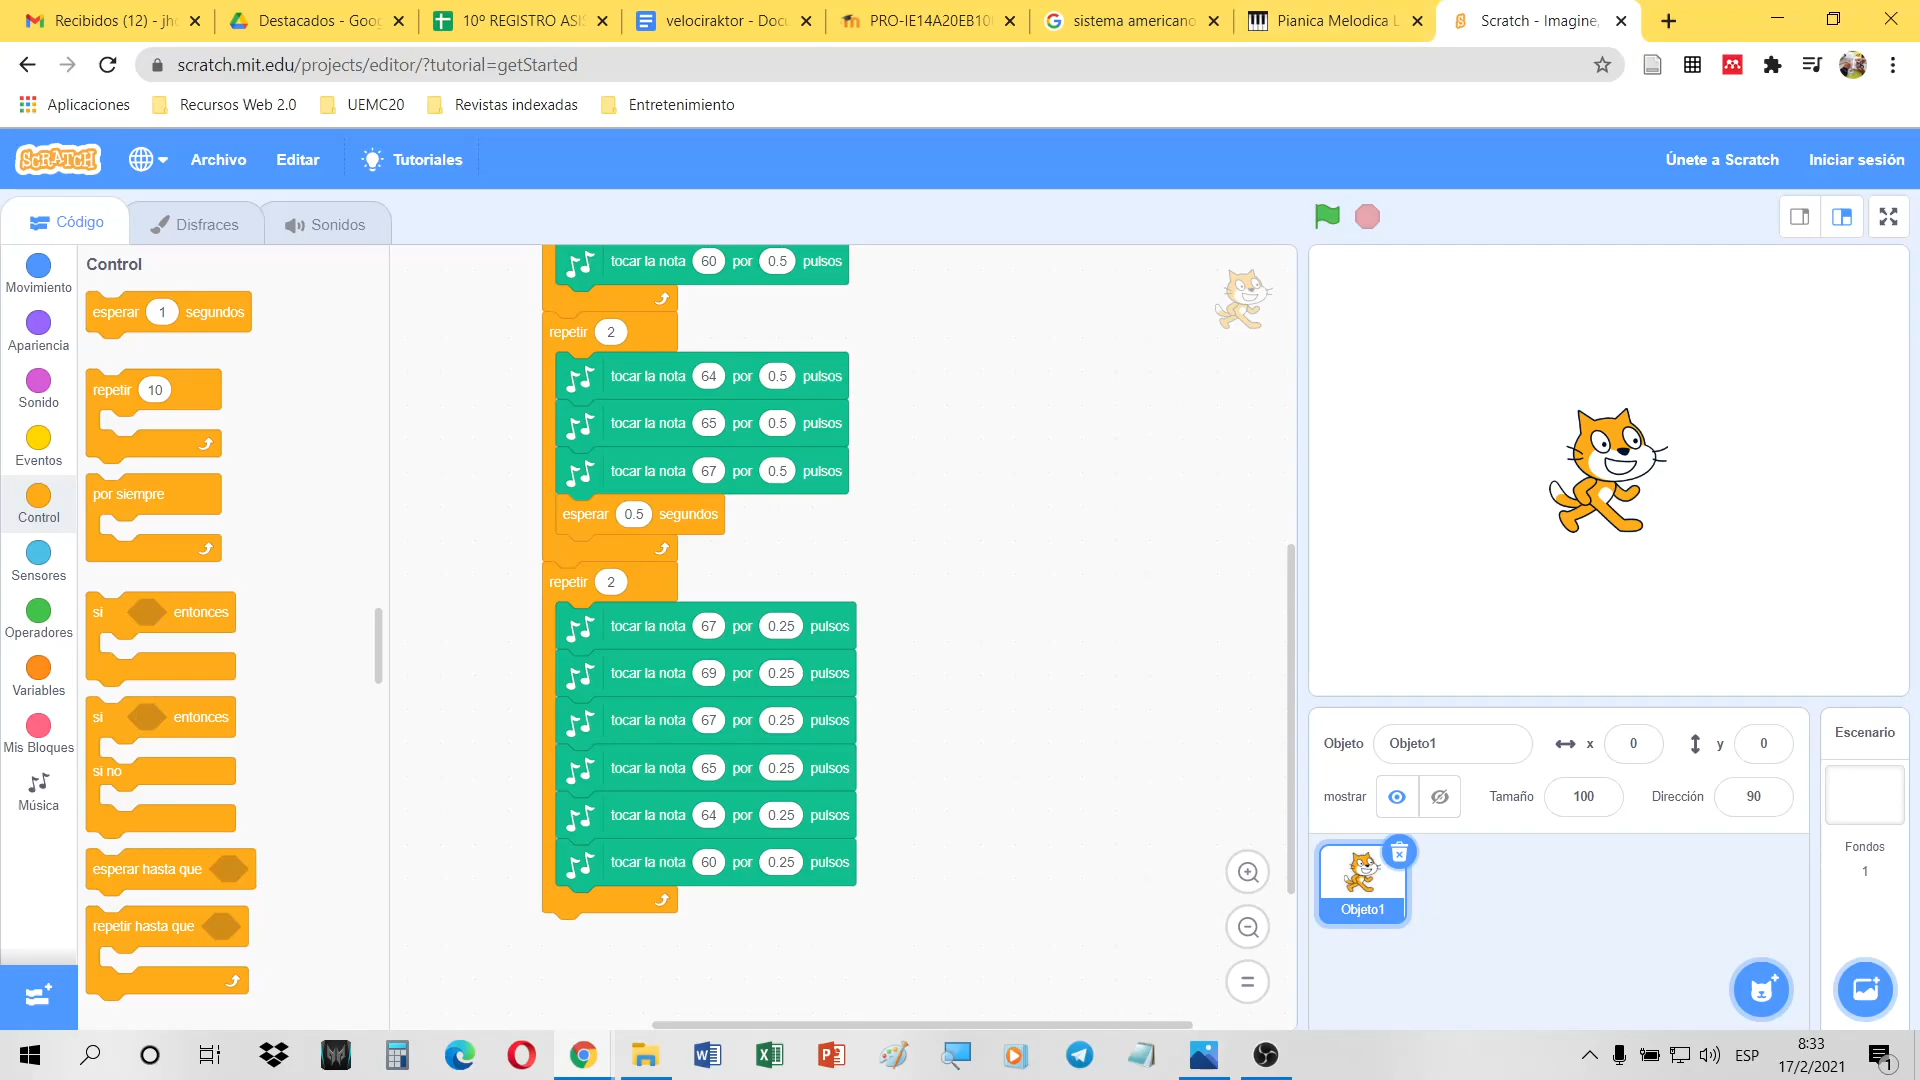 Recibidos (12) - jh
Destacados - Goog
10º REGISTRO ASI
velociraktor - Docu
PRO-IE14A20EB10
sistema americano
Pianica Melodica L
Scratch - Imagine,
scratch.mit.edu/projects/editor/?tutorial=getStarted
Aplicaciones
Recursos Web 2.0
UEMC20
Revistas indexadas
Entretenimiento
SCRATCH
Archivo
Editar
Tutoriales
Únete a Scratch
Iniciar sesión
Código
Disfraces
Sonidos
Movimiento
Apariencia
Sonido
Eventos
Control
Sensores
Operadores
Variables
Mis Bloques
Música
Control
esperar 1 segundos
repetir 10
por siempre
si entonces
si entonces
si no
esperar hasta que
repetir hasta que
tocar la nota 60 por 0.5 pulsos
repetir 2
tocar la nota 64 por 0.5 pulsos
tocar la nota 65 por 0.5 pulsos
tocar la nota 67 por 0.5 pulsos
esperar 0.5 segundos
repetir 2
tocar la nota 67 por 0.25 pulsos
tocar la nota 69 por 0.25 pulsos
tocar la nota 67 por 0.25 pulsos
tocar la nota 65 por 0.25 pulsos
tocar la nota 64 por 0.25 pulsos
tocar la nota 60 por 0.25 pulsos
Objeto Objeto1 x 0 y 0
mostrar Tamaño 100 Dirección 90
Objeto1
Escenario
Fondos
1
ESP
8:33
17/2/2021
1